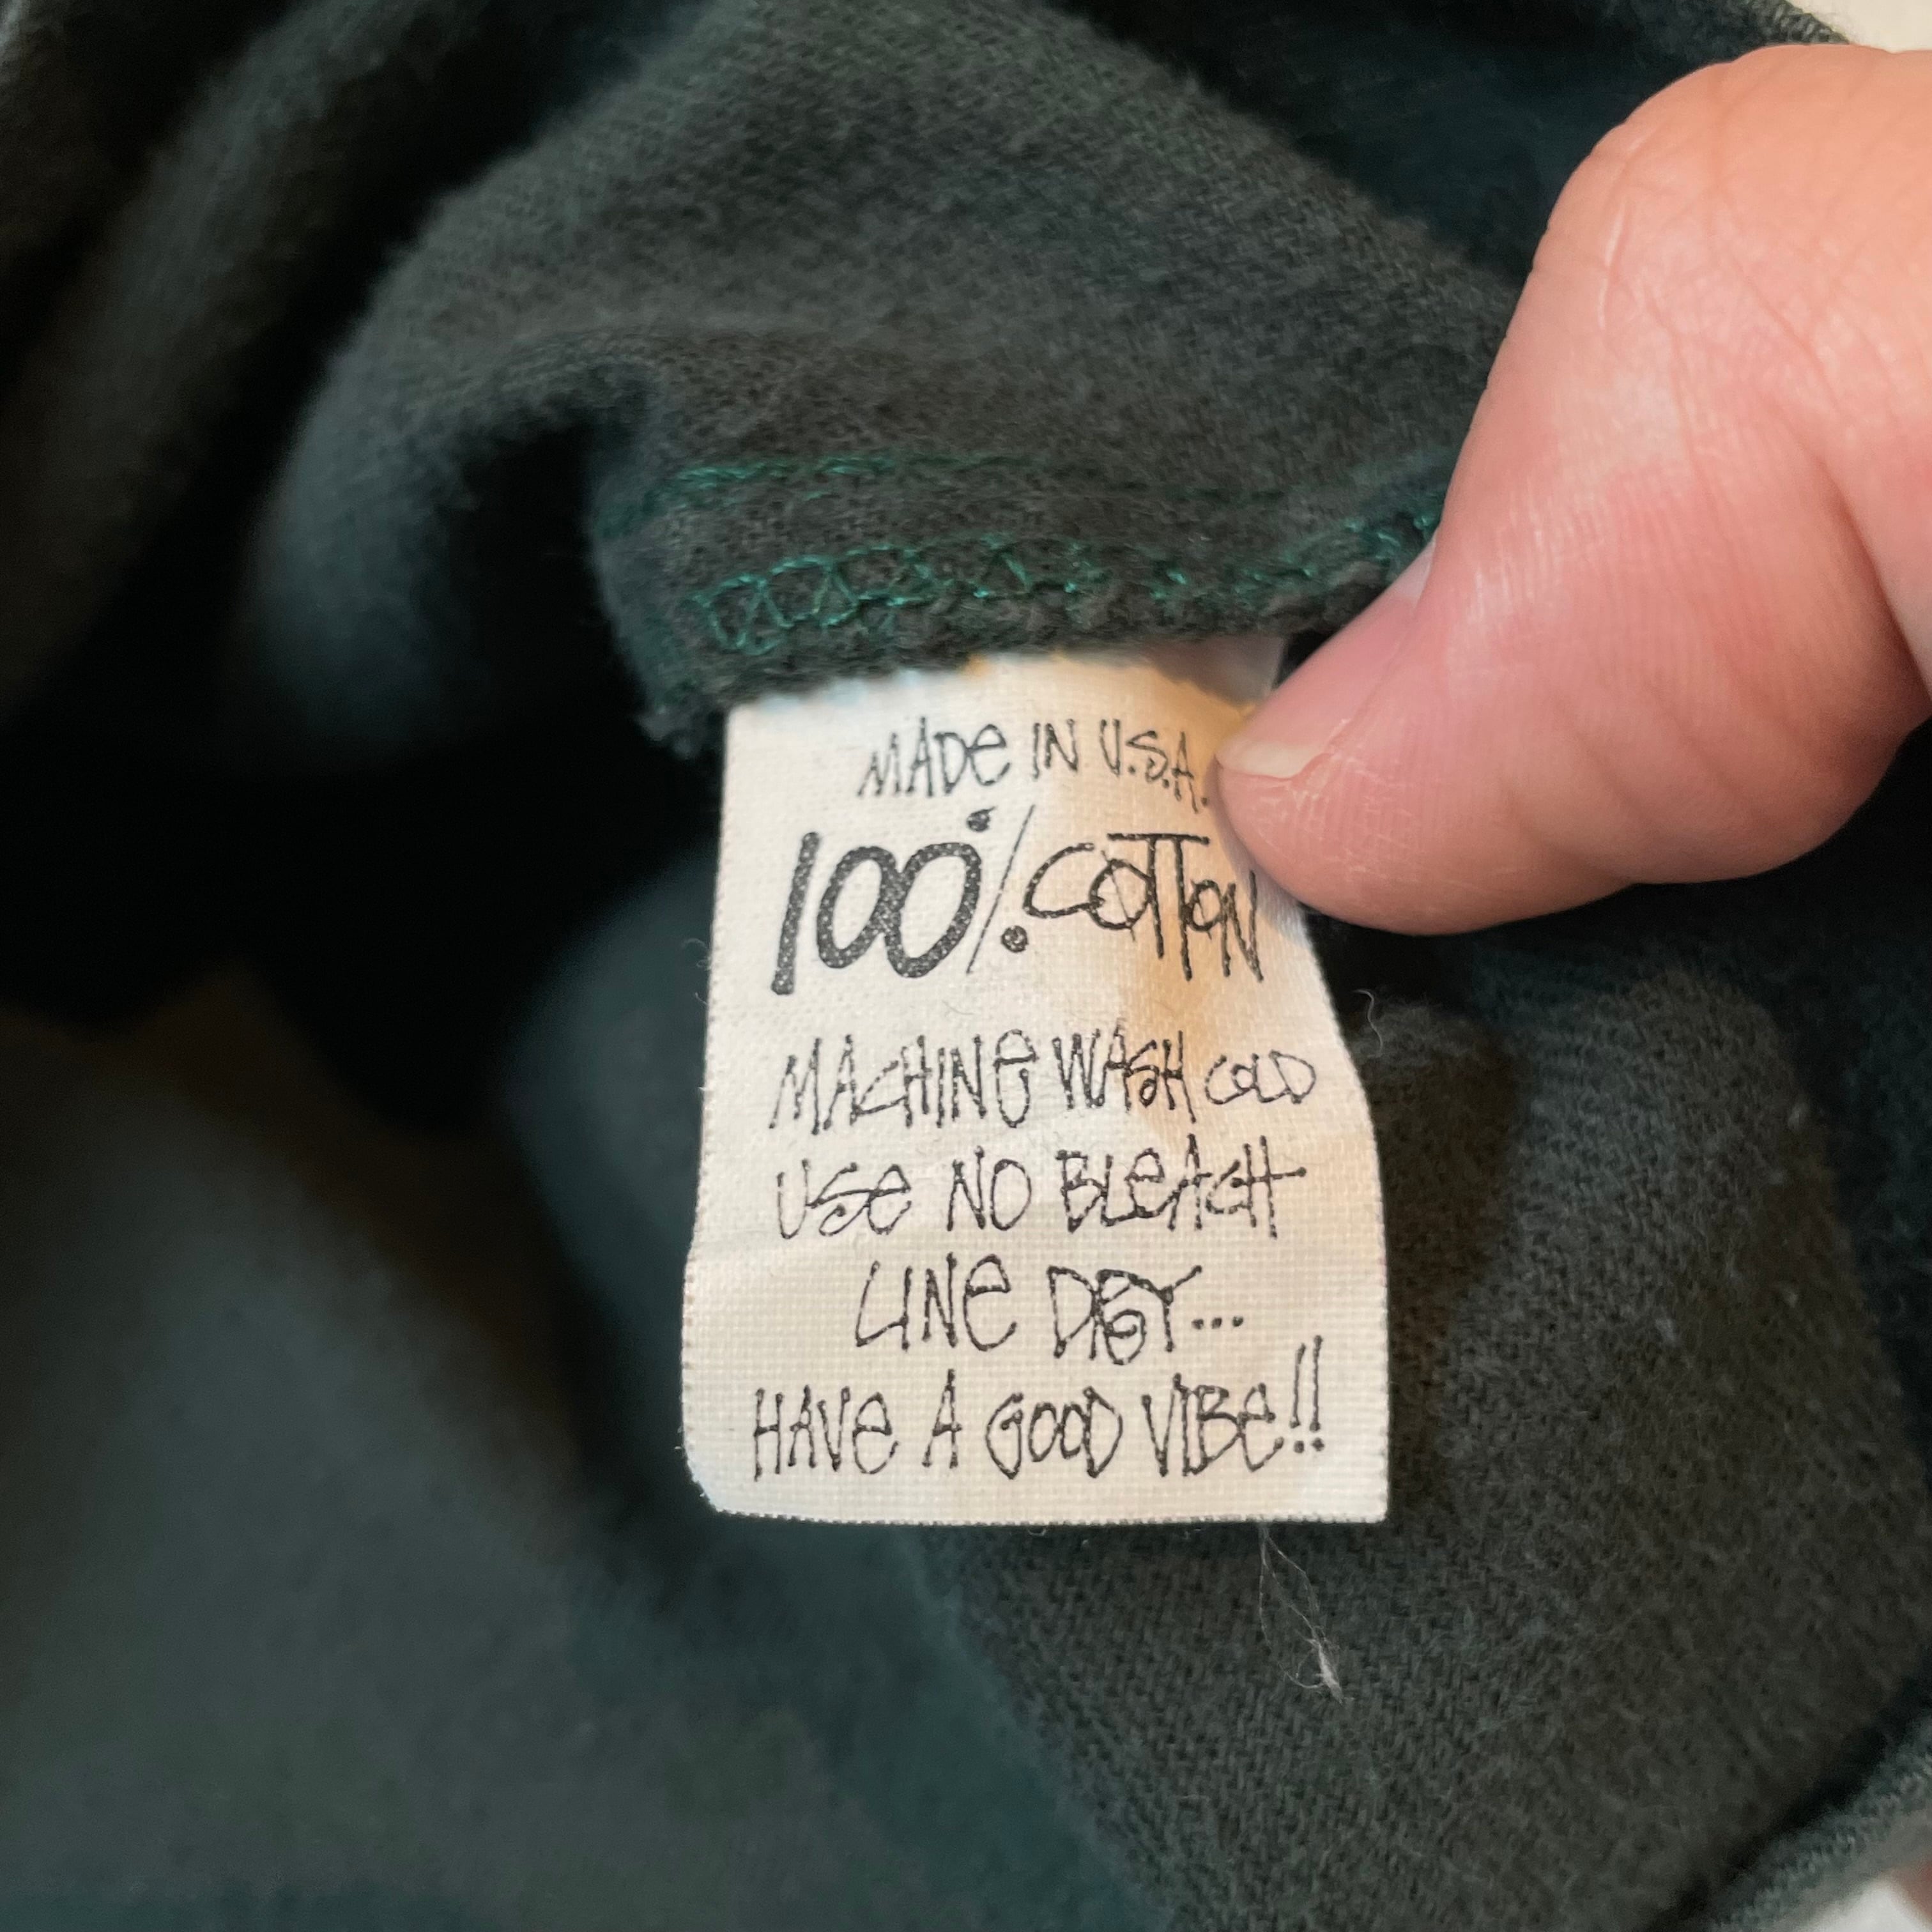 MADE IN U.S.A.
100% COTTON
MACHINE WASH COLD
USE NO BLEACH
LINE DRY...
HAVE A GOOD VIBE!!